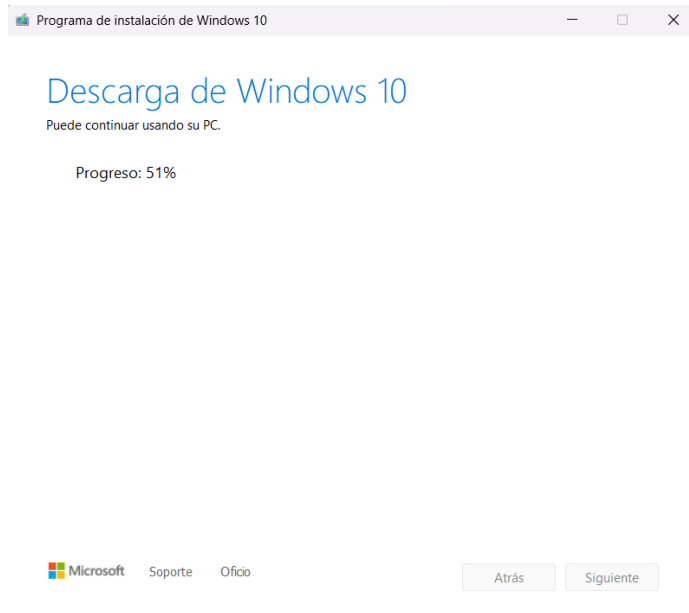 Programa de instalación de Windows 10
Descarga de Windows 10
Puede continuar usando su PC.
Progreso: 51%
Microsoft Soporte Oficio Atrás Siguiente